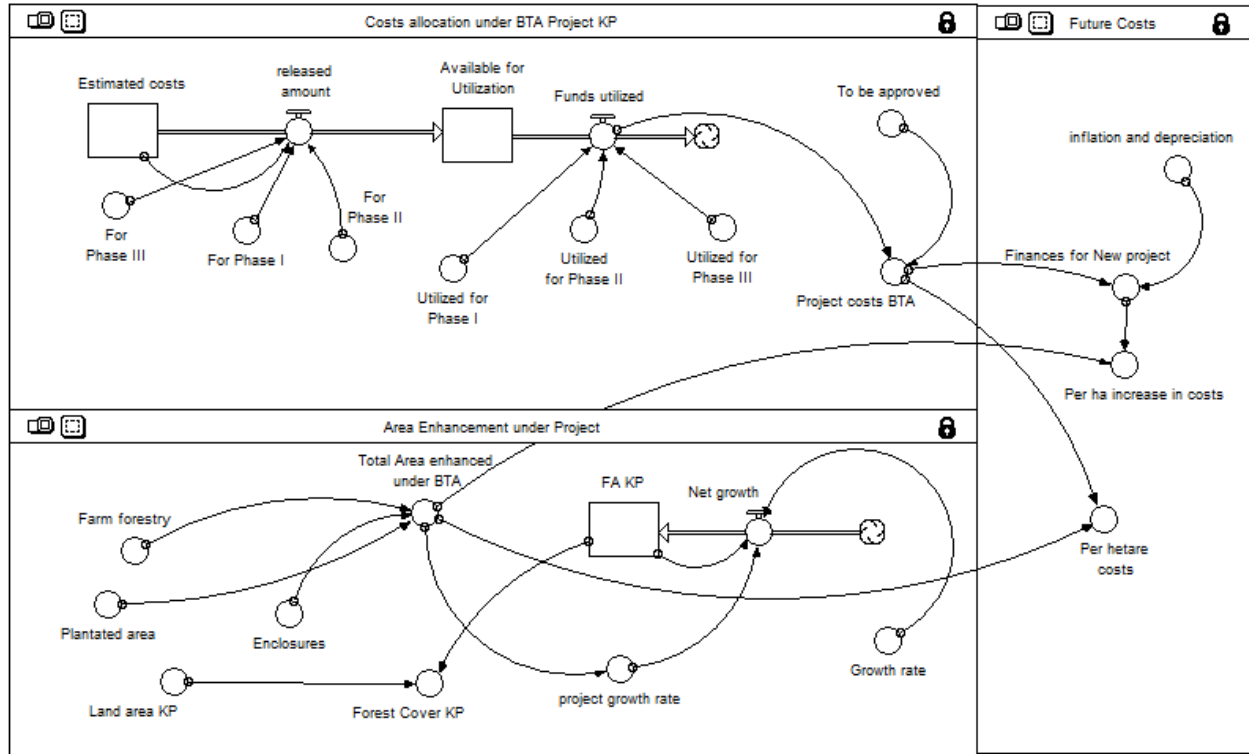 Costs allocation under BTA Project KP
Future Costs
Estimated costs
released
amount
Available for
Utilization
Funds utilized
To be approved
inflation and depreciation
For
Phase III
For Phase I
For
Phase II
Utilized for
Phase I
Utilized
for Phase II
Utilized for
Phase III
Project costs BTA
Finances for New project
Per ha increase in costs
Area Enhancement under Project
Total Area enhanced
under BTA
FA KP
Net growth
Farm forestry
Plantated area
Enclosures
Land area KP
Forest Cover KP
project growth rate
Growth rate
Per hetare
costs